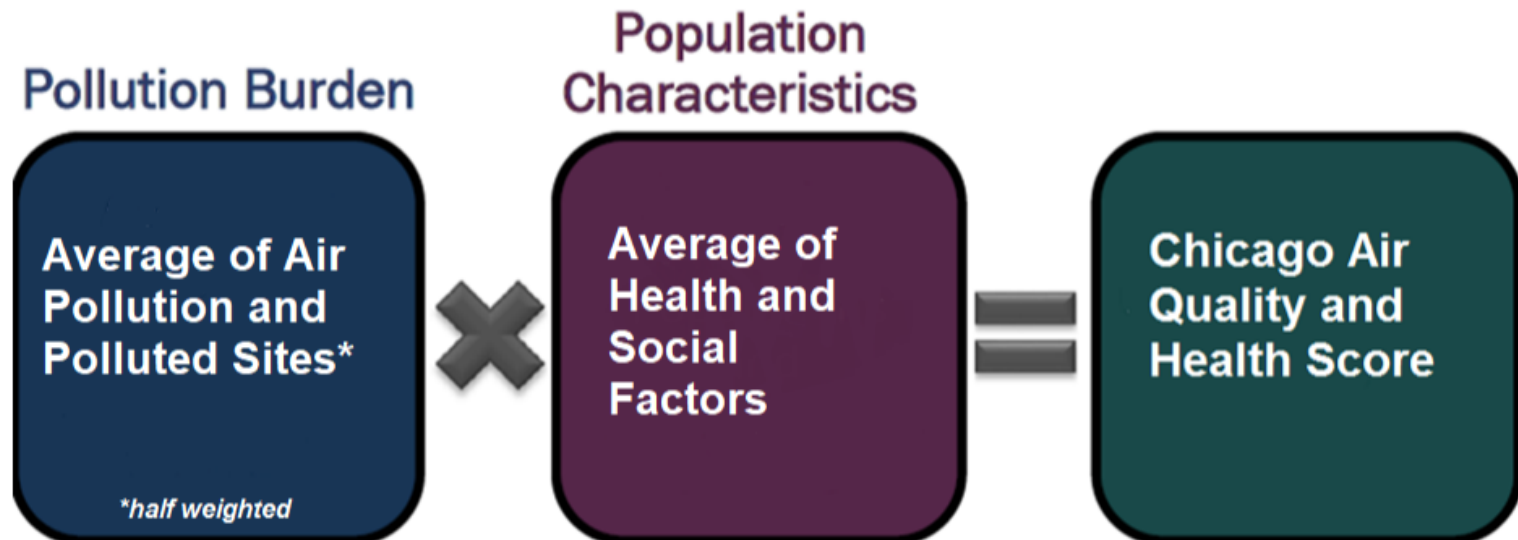 Pollution Burden
Average of Air
Pollution and
Polluted Sites*
*half weighted
Population
Characteristics
Average of
Health and
Social
Factors
Chicago Air
Quality and
Health Score